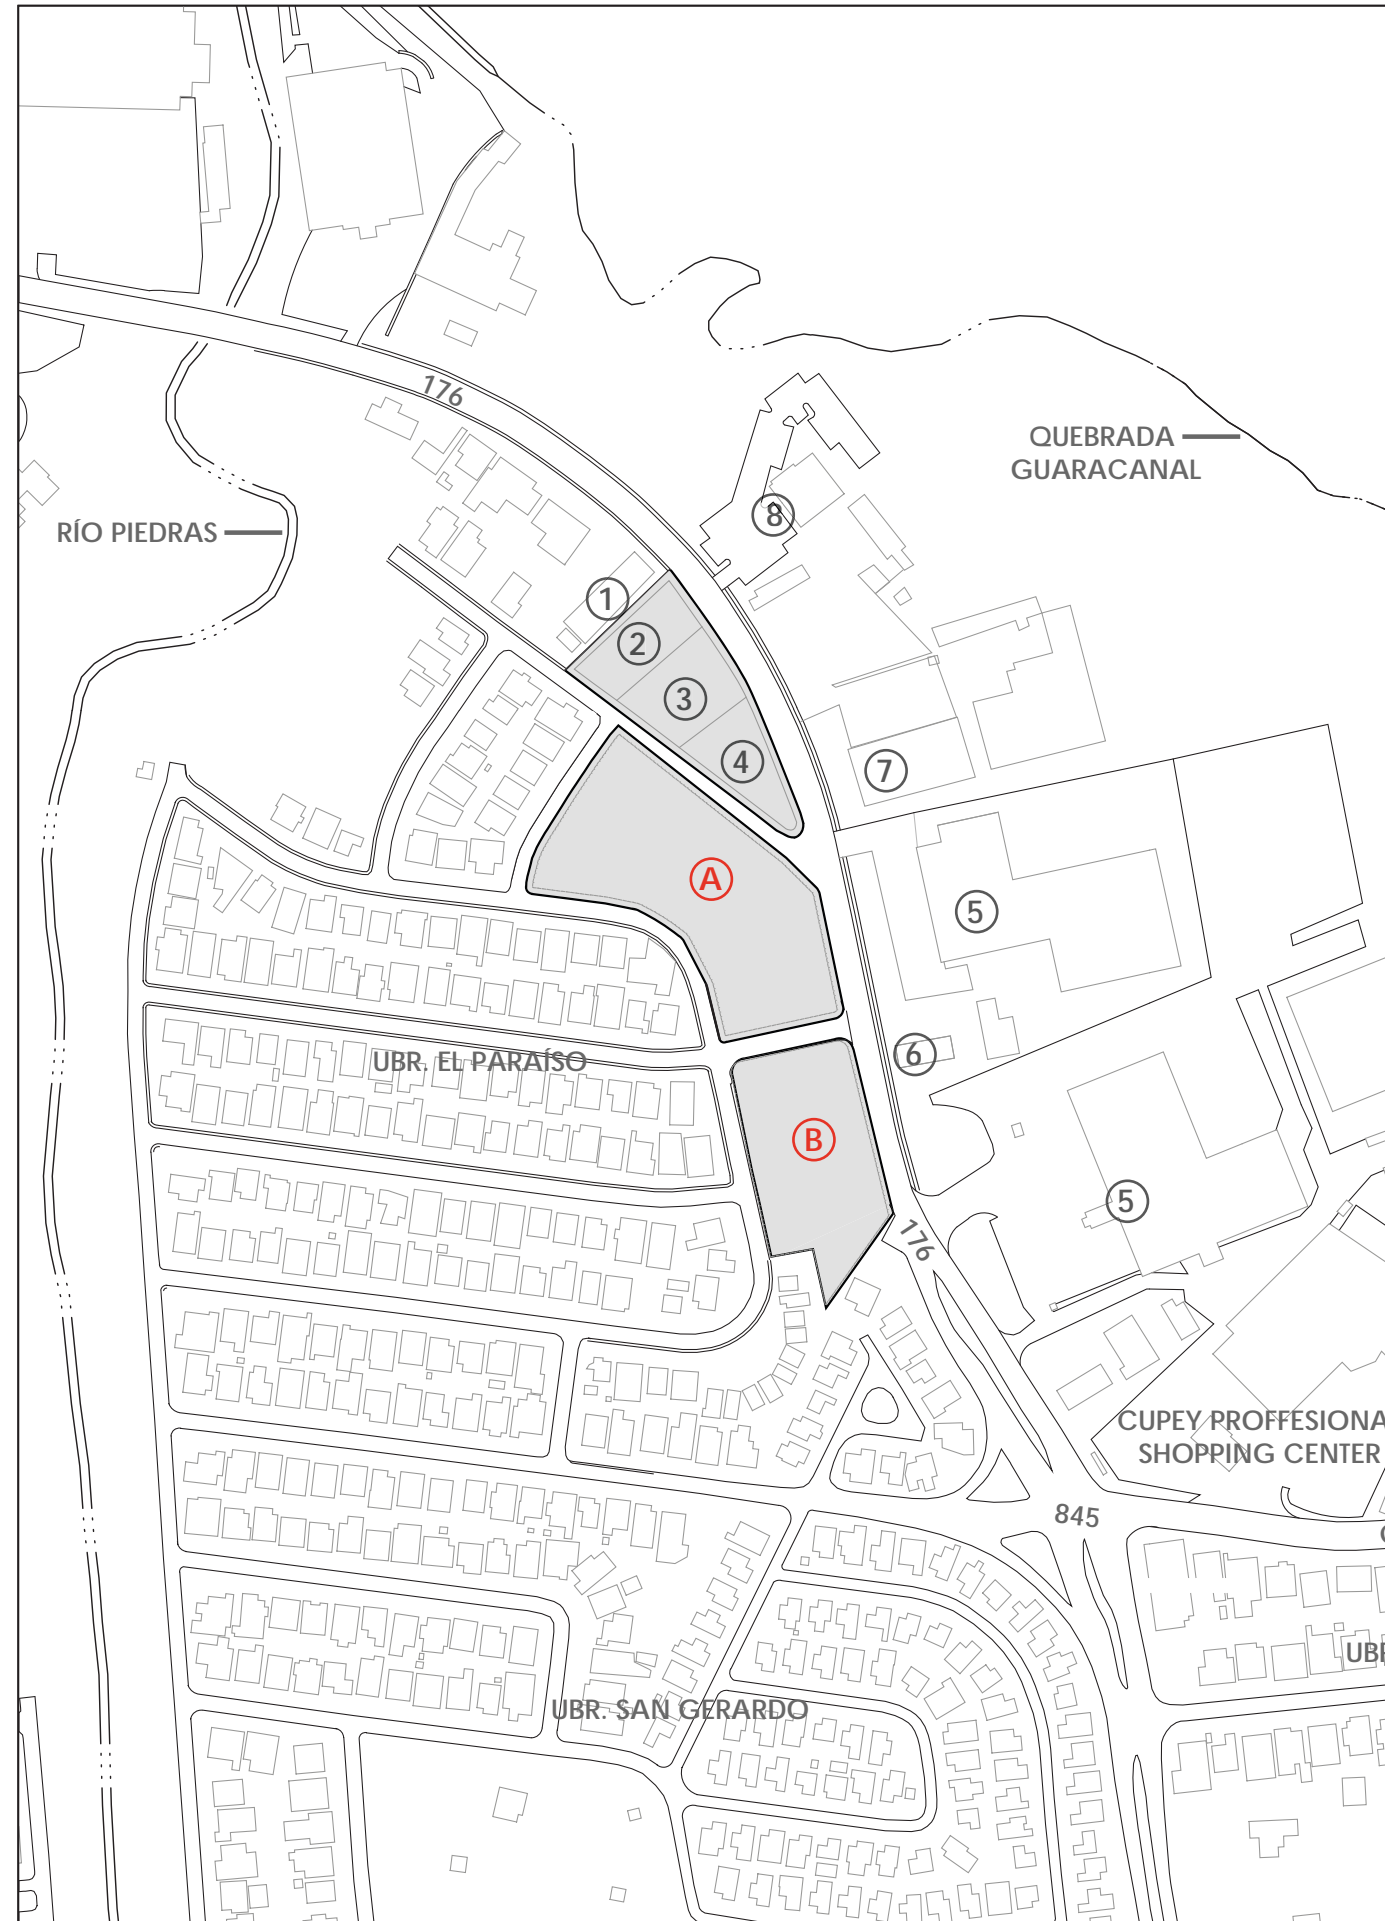 176
QUEBRADA
GUARACANAL
8
RÍO PIEDRAS
1
2
3
4
7
A
5
6
UBR. EL PARAÍSO
B
5
176
CUPEY PROFFESIONA
SHOPPING CENTER
845
UBR. SAN GERARDO